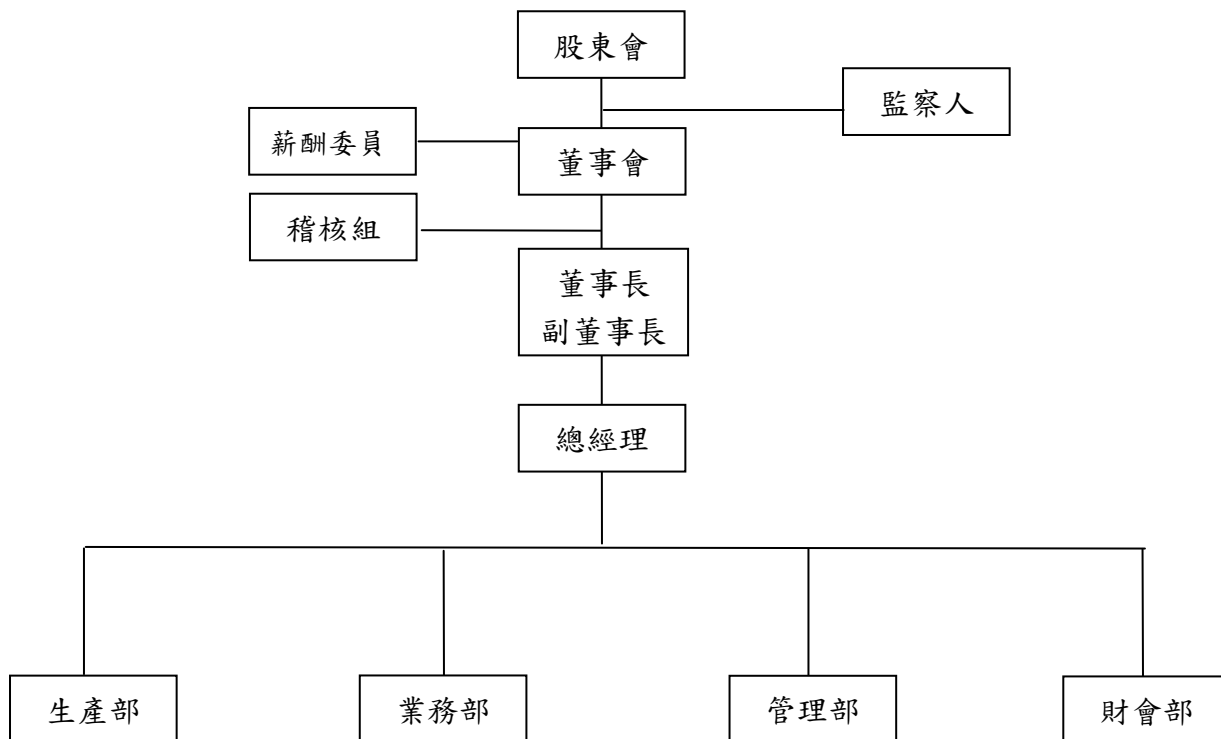 股東會
監察人
薪酬委員
董事會
稽核組
董事長
副董事長
總經理
生產部
業務部
管理部
財會部